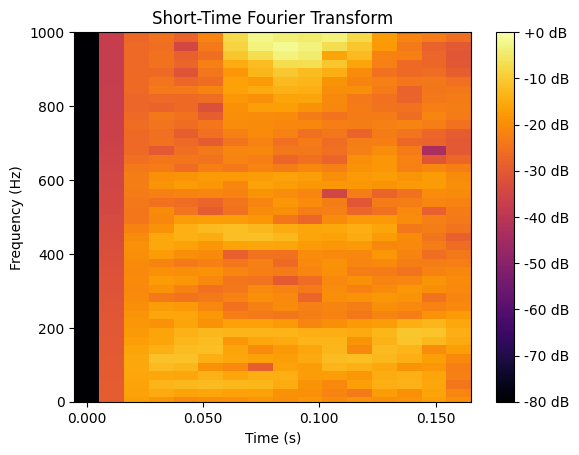 Short-Time Fourier Transform
Frequency (Hz)
1000
800
600
400
200
0
0.000
0.050
0.100
0.150
Time (s)
+0 dB
-10 dB
-20 dB
-30 dB
-40 dB
-50 dB
-60 dB
-70 dB
-80 dB